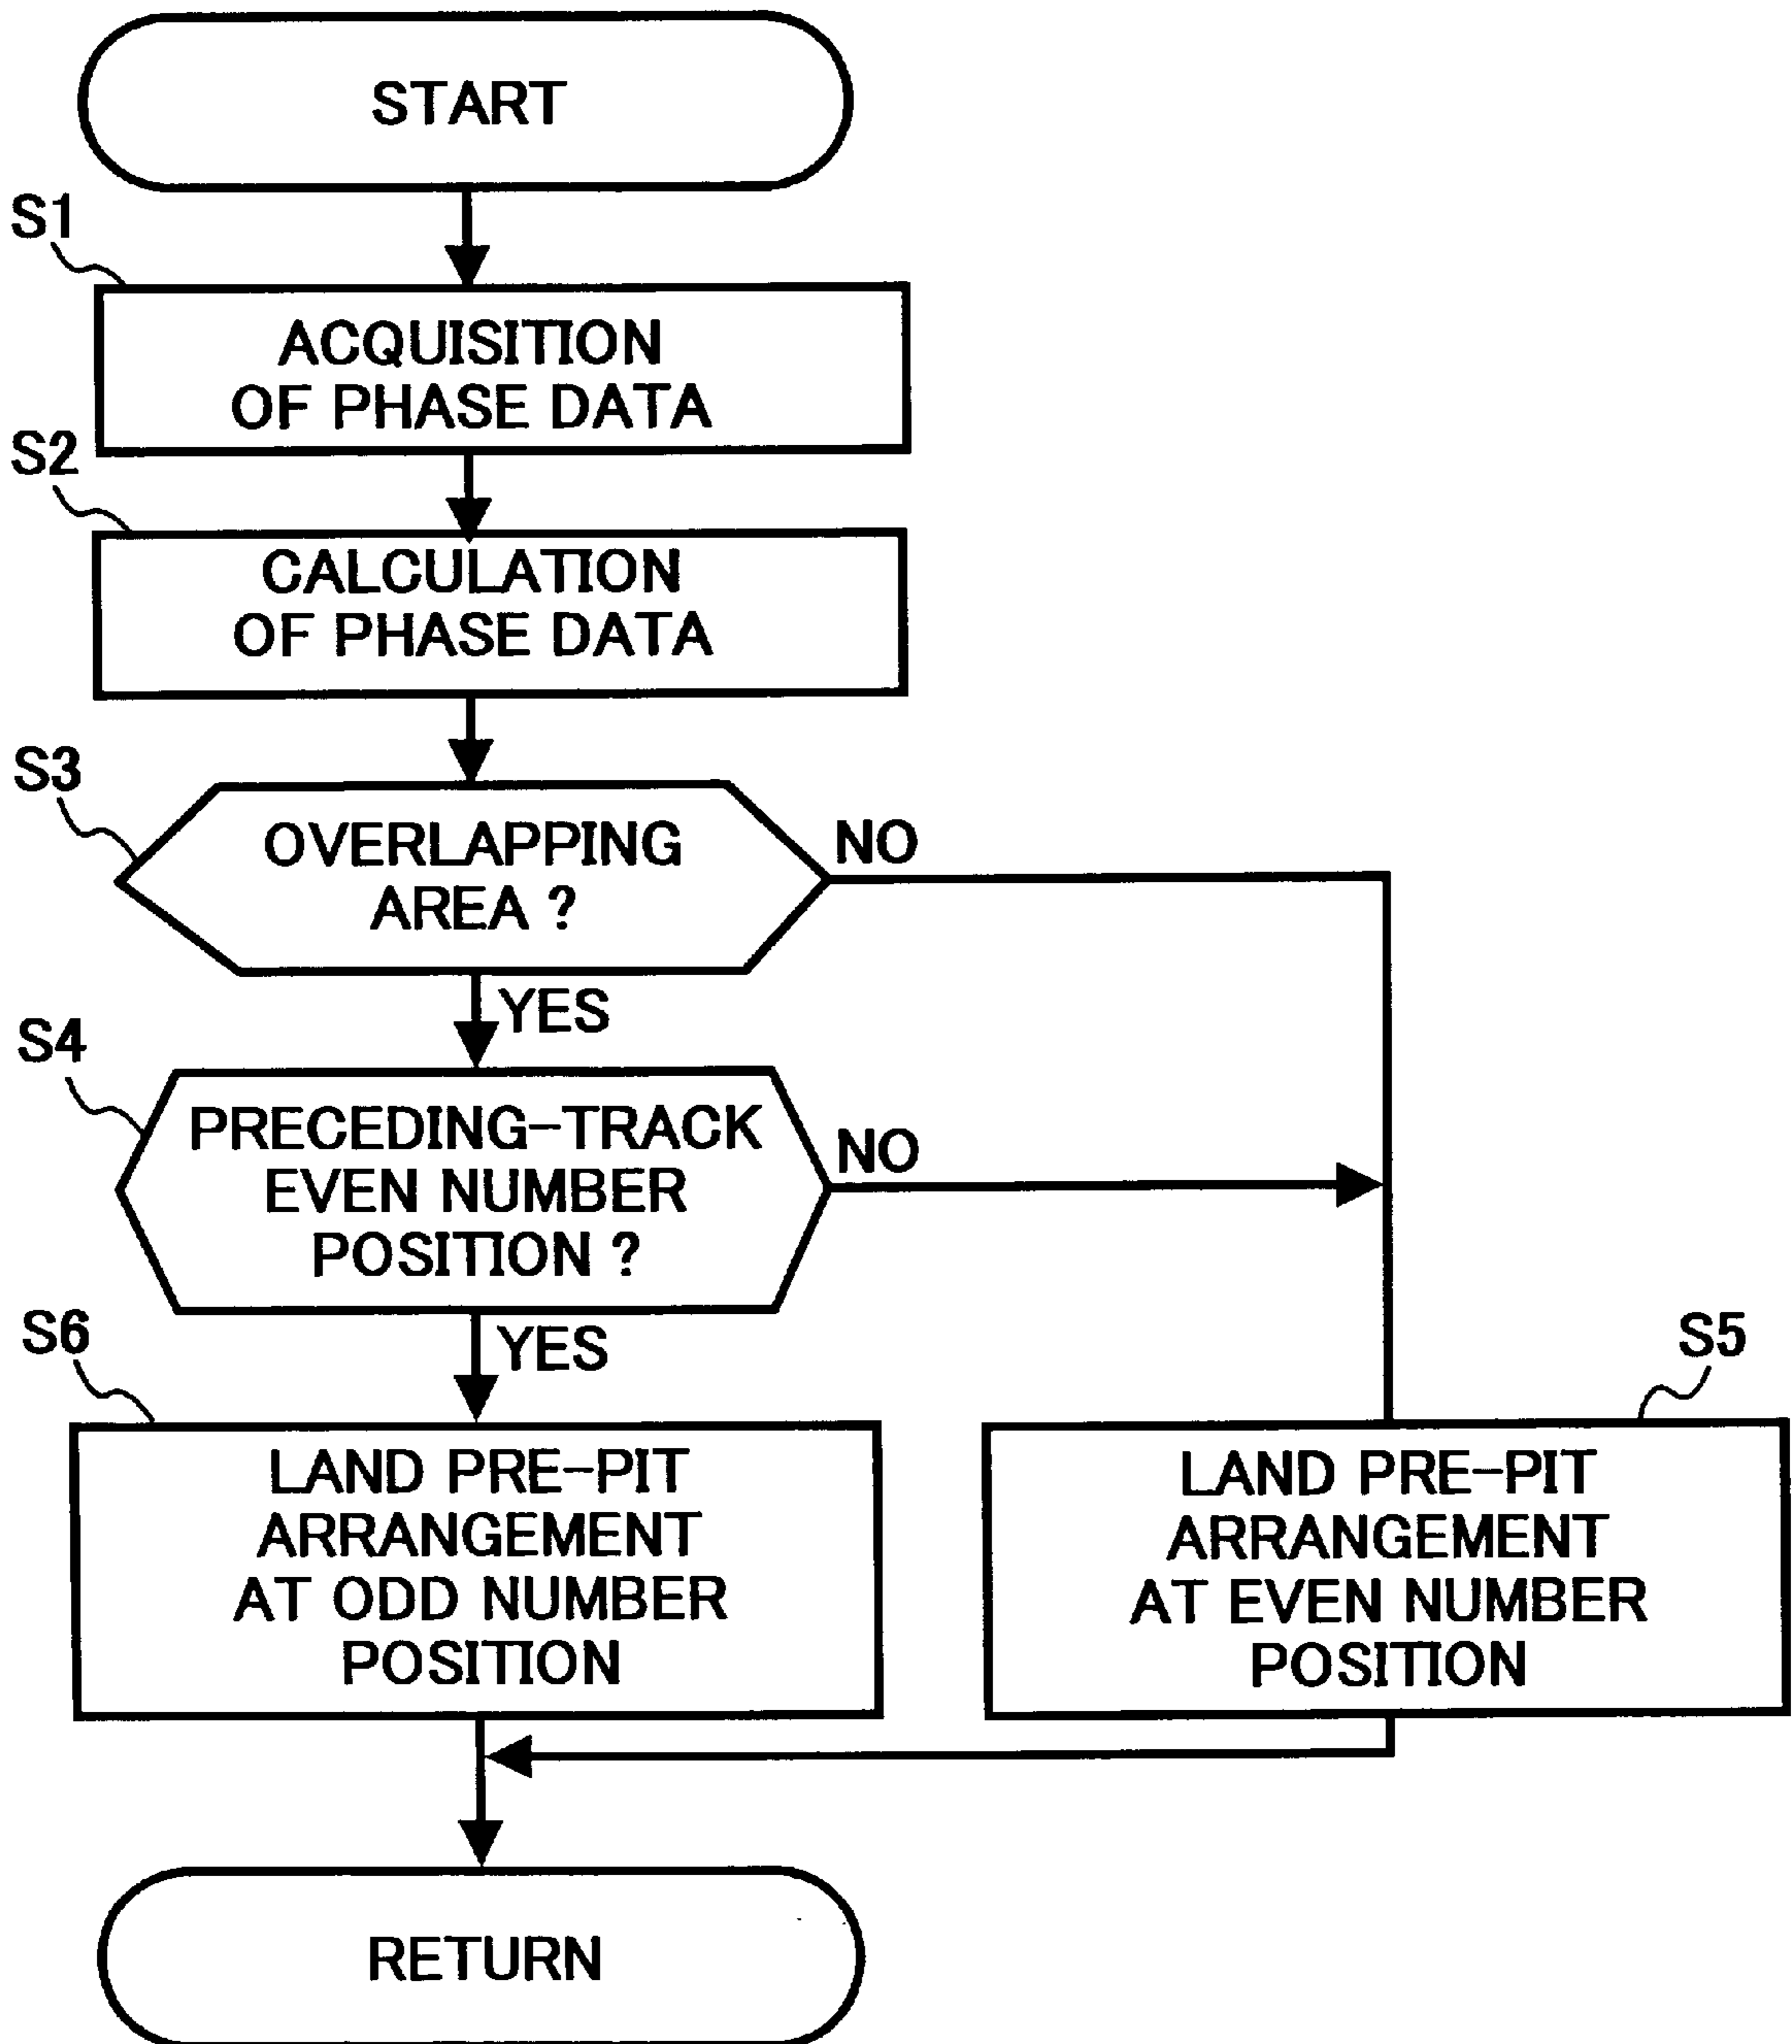 START
S1
ACQUISITION
OF PHASE DATA
S2
CALCULATION
OF PHASE DATA
S3
OVERLAPPING
AREA ?
NO
YES
S4
PRECEDING-TRACK
EVEN NUMBER
POSITION ?
NO
YES
S6
LAND PRE-PIT
ARRANGEMENT
AT ODD NUMBER
POSITION
S5
LAND PRE-PIT
ARRANGEMENT
AT EVEN NUMBER
POSITION
RETURN